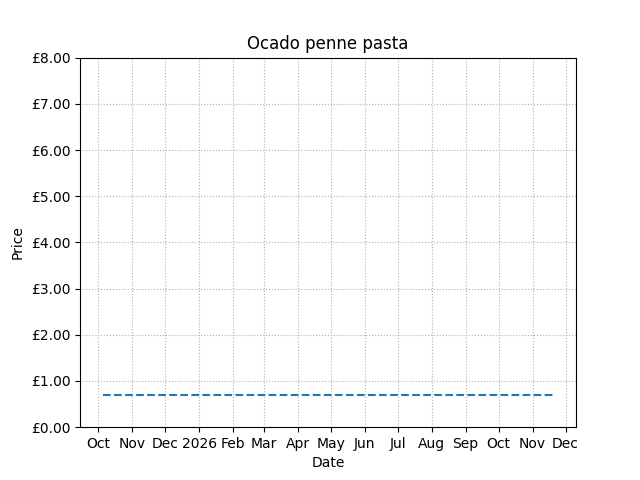 Ocado penne pasta
£8.00
£7.00
£6.00
£5.00
£4.00
£3.00
£2.00
£1.00
£0.00
Price
Oct Nov Dec 2026 Feb Mar Apr May Jun Jul Aug Sep Oct Nov Dec
Date